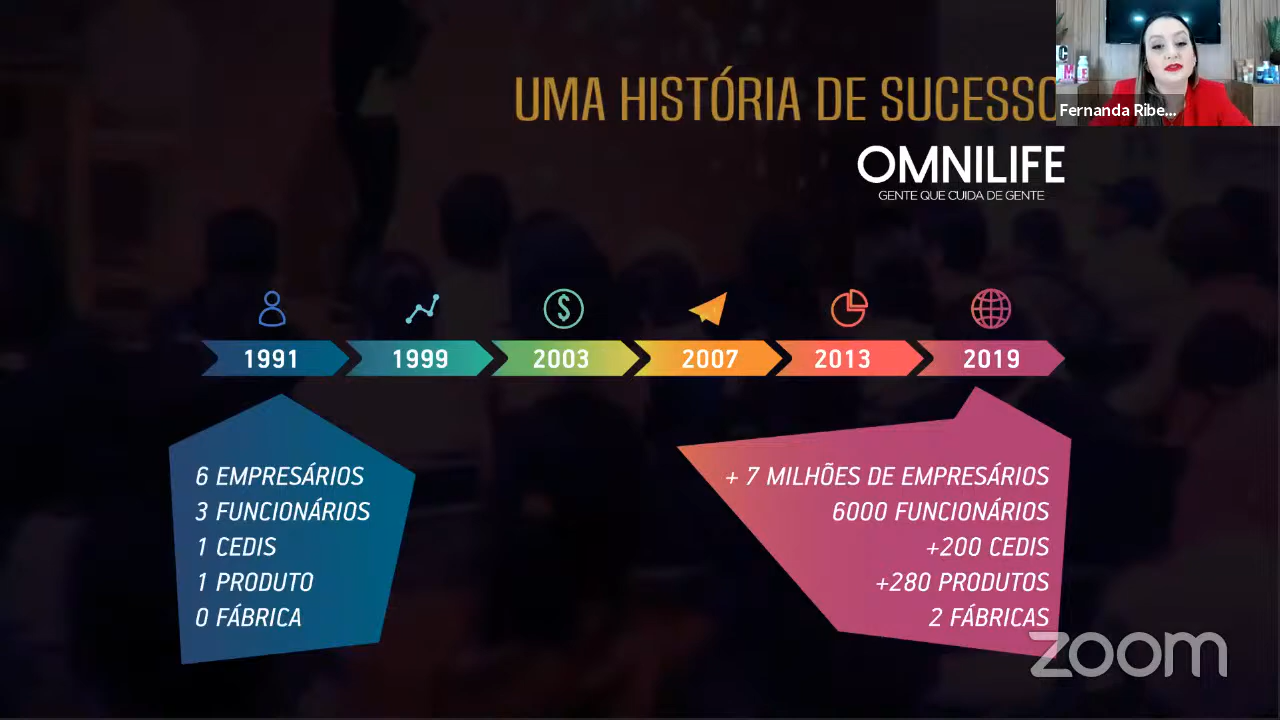 UMA HISTÓRIA DE SUCESSO
Fernanda Ribe...
OMNILIFE
GENTE QUE CUIDA DE GENTE
1991
1999
2003
2007
2013
2019
6 EMPRESÁRIOS
3 FUNCIONÁRIOS
1 CEDIS
1 PRODUTO
0 FÁBRICA
+ 7 MILHÕES DE EMPRESÁRIOS
6000 FUNCIONÁRIOS
+200 CEDIS
+280 PRODUTOS
2 FÁBRICAS
zoom